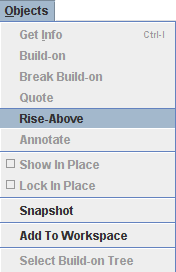 Objects
Get Info Ctrl-I
Build-on
Break Build-on
Quote
Rise-Above
Annotate
Show In Place
Lock In Place
Snapshot
Add To Workspace
Select Build-on Tree